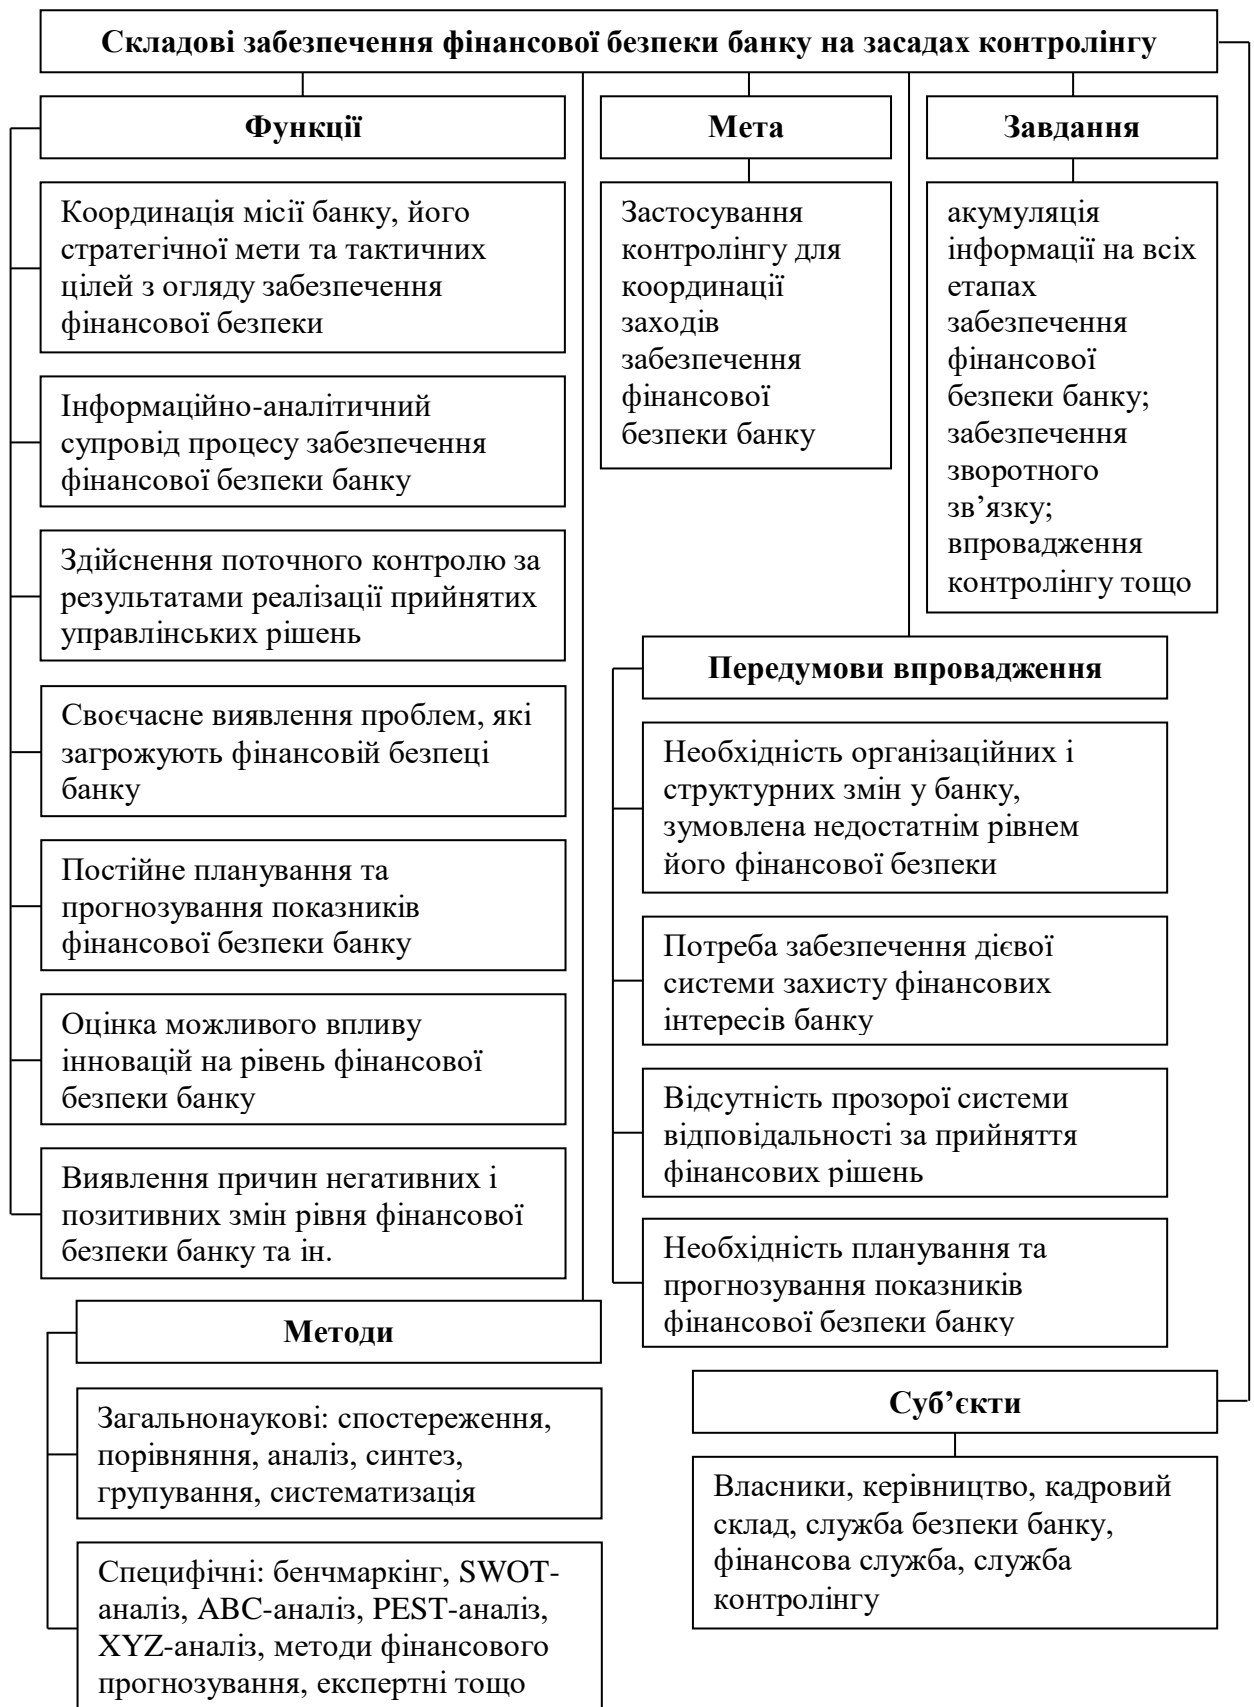 Складові забезпечення фінансової безпеки банку на засадах контролінгу
Функції
Координація місії банку, його
стратегічної мети та тактичних
цілей з огляду забезпечення
фінансової безпеки
Інформаційно-аналітичний
супровід процесу забезпечення
фінансової безпеки банку
Здійснення поточного контролю за
результатами реалізації прийнятих
управлінських рішень
Своєчасне виявлення проблем, які
загрожують фінансовій безпеці
банку
Постійне планування та
прогнозування показників
фінансової безпеки банку
Оцінка можливого впливу
інновацій на рівень фінансової
безпеки банку
Виявлення причин негативних і
позитивних змін рівня фінансової
безпеки банку та ін.
Мета
Застосування
контролінгу для
координації
заходів
забезпечення
фінансової
безпеки банку
Завдання
акумуляція
інформації на всіх
етапах
забезпечення
фінансової
безпеки банку;
забезпечення
зворотного
зв’язку;
впровадження
контролінгу тощо
Передумови впровадження
Необхідність організаційних і
структурних змін у банку,
зумовлена недостатнім рівнем
його фінансової безпеки
Потреба забезпечення дієвої
системи захисту фінансових
інтересів банку
Відсутність прозорої системи
відповідальності за прийняття
фінансових рішень
Необхідність планування та
прогнозування показників
фінансової безпеки банку
Методи
Загальнонаукові: спостереження,
порівняння, аналіз, синтез,
групування, систематизація
Специфічні: бенчмаркінг, SWOT-
аналіз, ABC-аналіз, PEST-аналіз,
XYZ-аналіз, методи фінансового
прогнозування, експертні тощо
Суб’єкти
Власники, керівництво, кадровий
склад, служба безпеки банку,
фінансова служба, служба
контролінгу